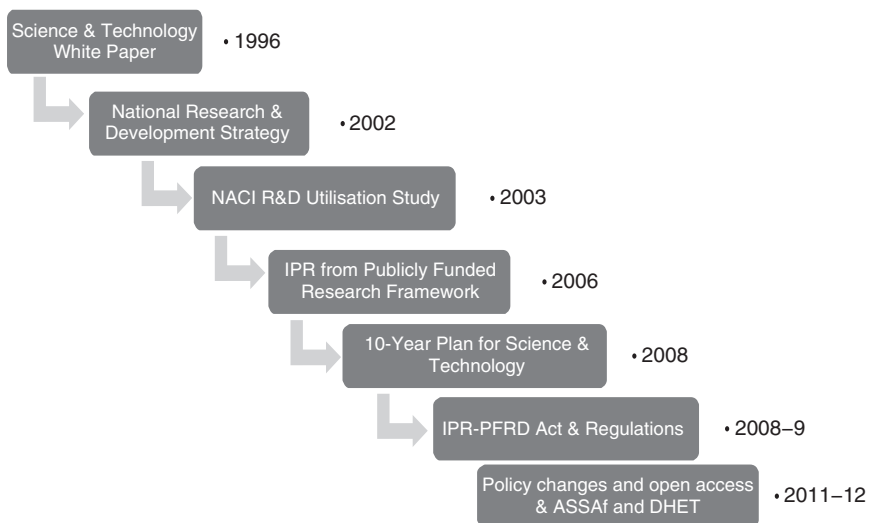 Science & Technology
White Paper
• 1996
National Research &
Development Strategy
• 2002
NACI R&D Utilisation Study
• 2003
IPR from Publicly Funded
Research Framework
• 2006
10-Year Plan for Science &
Technology
• 2008
IPR-PFRD Act & Regulations
• 2008–9
Policy changes and open access
& ASSAf and DHET
• 2011–12